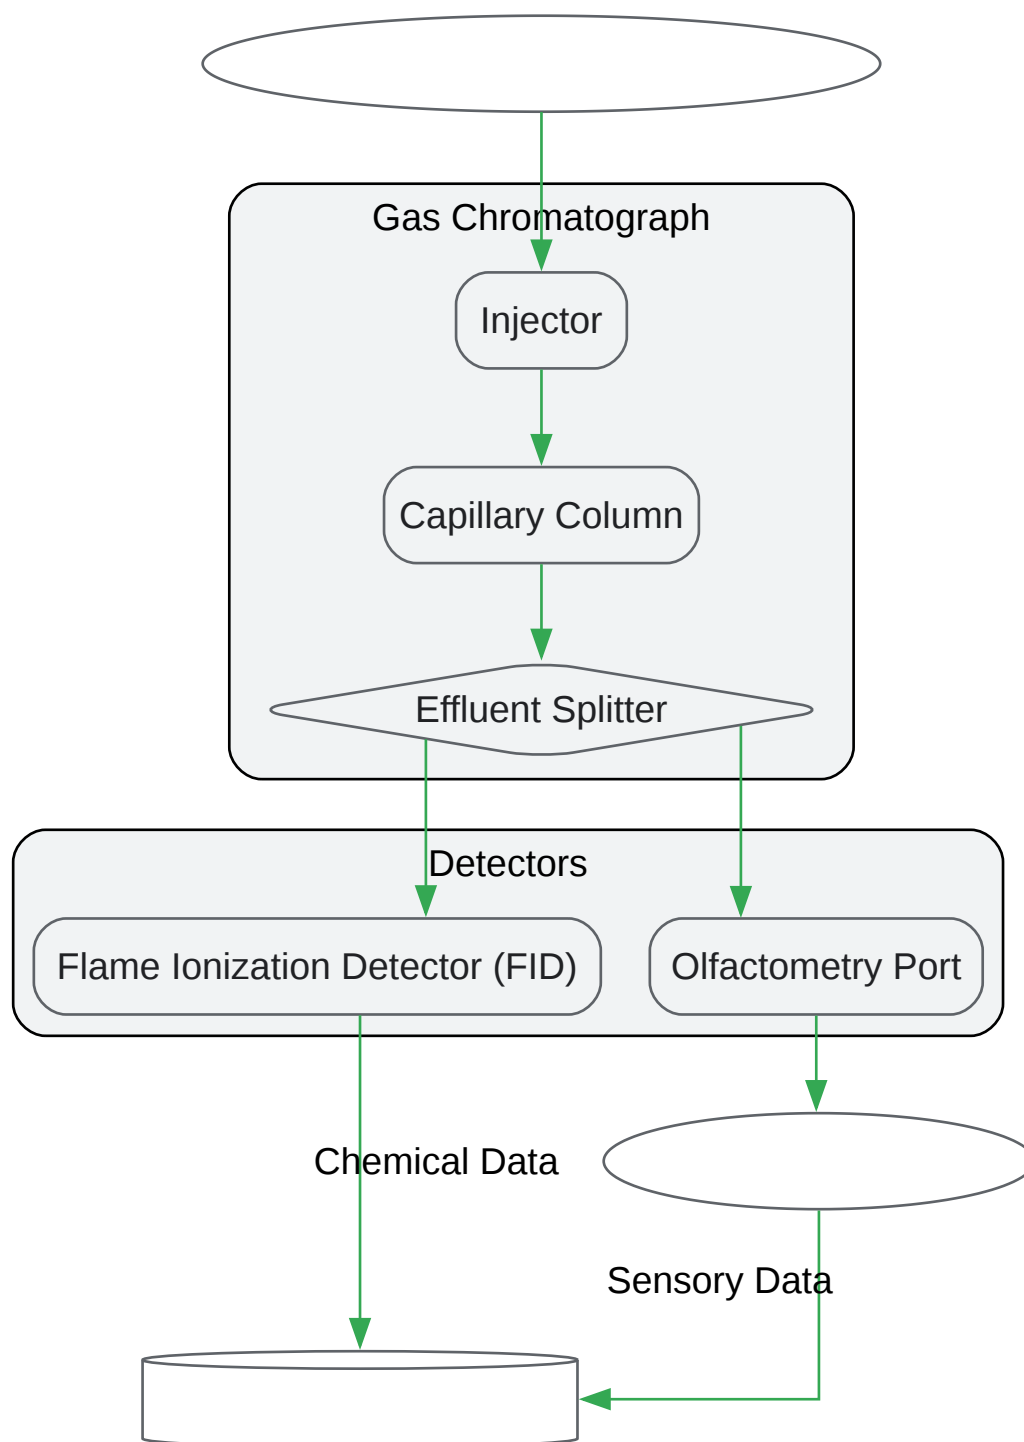 Gas Chromatograph
Injector
Capillary Column
Effluent Splitter
Detectors
Flame Ionization Detector (FID)
Olfactometry Port
Chemical Data
Sensory Data